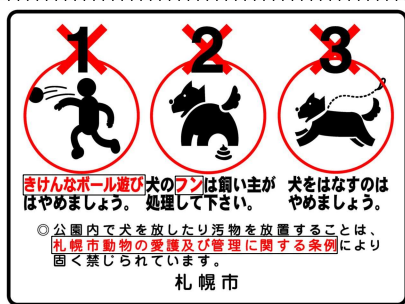 1 2 3
きけんなボール遊び
はやめましょう。
犬のフンは飼い主が
処理して下さい。
犬をはなすのは
やめましょう。
◎公園内で犬を放したり汚物を放置することは、
札幌市動物の愛護及び管理に関する条例により
固く禁じられています。
札幌市